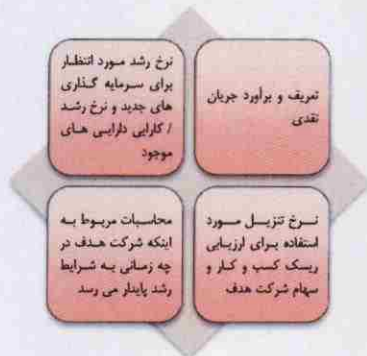 تعریف و برآورد جریان
نقدی
نرخ رشد مورد انتظار
برای سرمایه گذاری
های جدید و نرخ رشد
/ کارایی دارایی های
موجود
نرخ تنزیل مورد
استفاده برای ارزیابی
ریسک کسب و کار و
سهام شرکت هدف
محاسبات مربوط به
اینکه شرکت هدف در
چه زمانی به شرایط
رشد پایدار می رسد